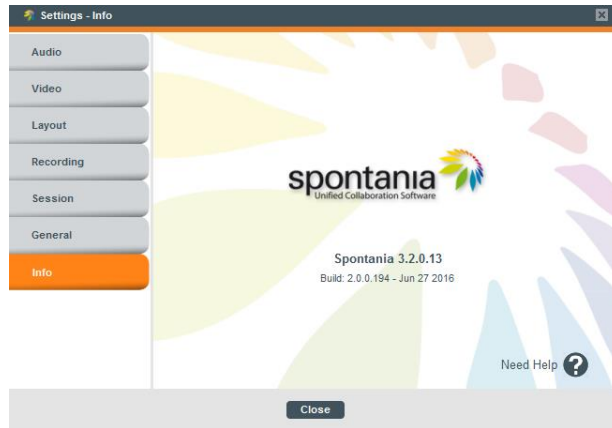 Settings - Info
Audio
Video
Layout
Recording
Session
General
Info
spontania
Unified Collaboration Software
Spontania 3.2.0.13
Build: 2.0.0.194 - Jun 27 2016
Need Help ?
Close